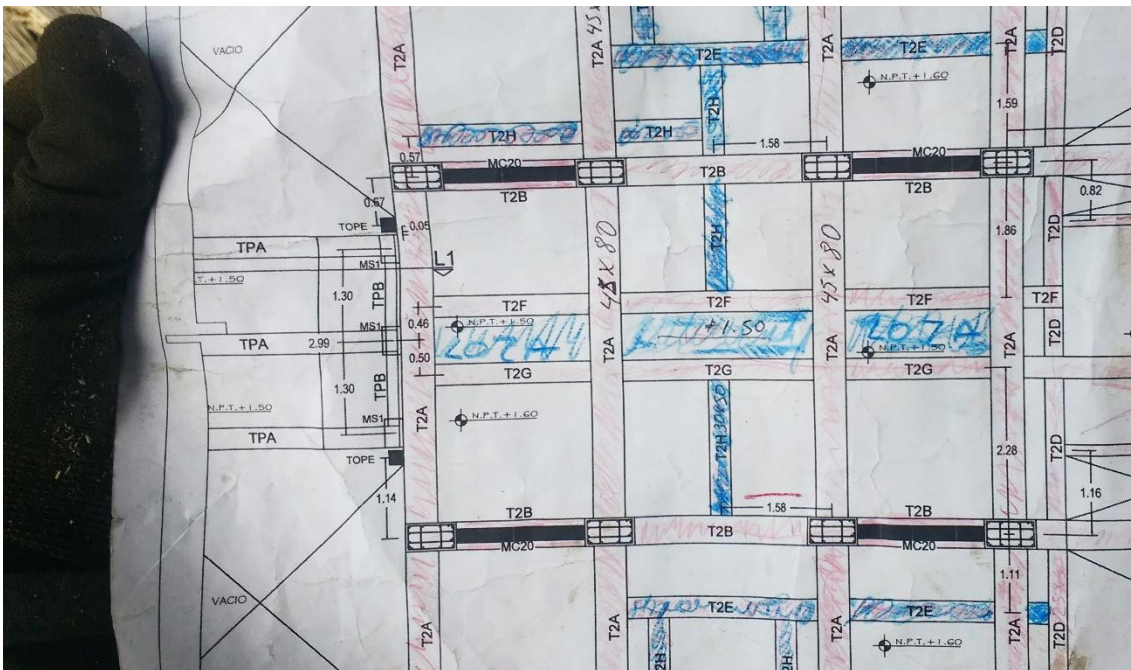 VACIO
T2A
T2A
45x
T2E
T2E
T2A
T2D
N.P.T.+1.60
1.59
T2H
T2H
T2H
1.58
0.57
MC20
MC20
T2B
T2B
T2B
0.67
0.05
TOPE
0.82
T2D
T2H
1.86
TPA
MS1
L1
T.+1.50
1.30
TPB
45x80
45x80
T2F
T2F
T2F
T2F
0.46
N.P.T.+1.50
+1.50
MS1
TPA
2.99
T2A
N.P.T.+1.50
T2A
T2D
0.50
T2G
T2G
T2G
1.30
TPB
N.P.T.+1.50
MS1
TPA
T2A
N.P.T.+1.60
T2H 30x50
2.28
T2D
TOPE
1.14
1.58
1.16
T2B
T2B
T2B
MC20
MC20
1.11
VACIO
T2E
T2E
T2A
T2A
T2A
T2A
T2D
T2H
N.P.T.+1.60